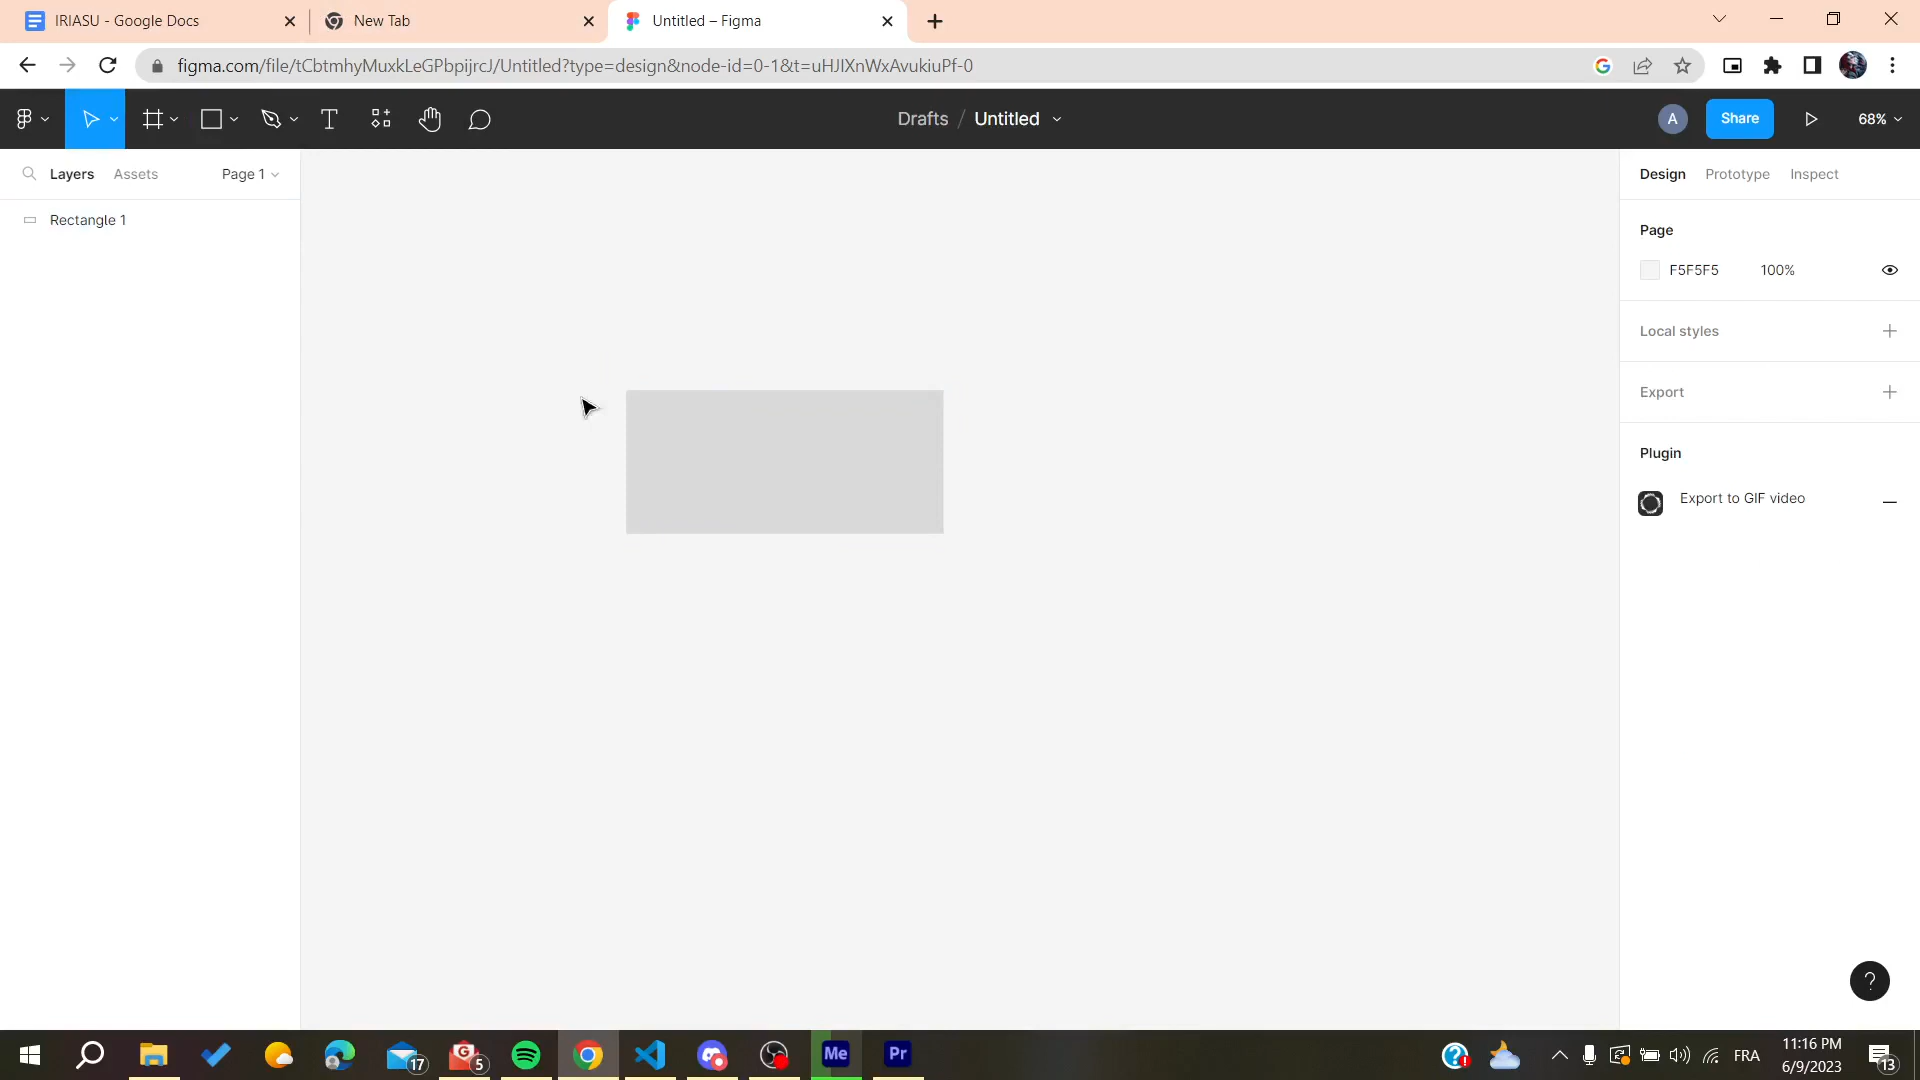 IRIASU - Google Docs
New Tab
Untitled – Figma
figma.com/file/tCbtmhyMuxkLeGPbpijrcJ/Untitled?type=design&node-id=0-1&t=uHJIXnWxAvukiuPf-0
Drafts / Untitled
A
Share
68%
Layers
Assets
Page 1
Design
Prototype
Inspect
Rectangle 1
Page
F5F5F5
100%
Local styles
Export
Plugin
Export to GIF video
?
17
G
5
Me
Pr
FRA
11:16 PM
6/9/2023
13